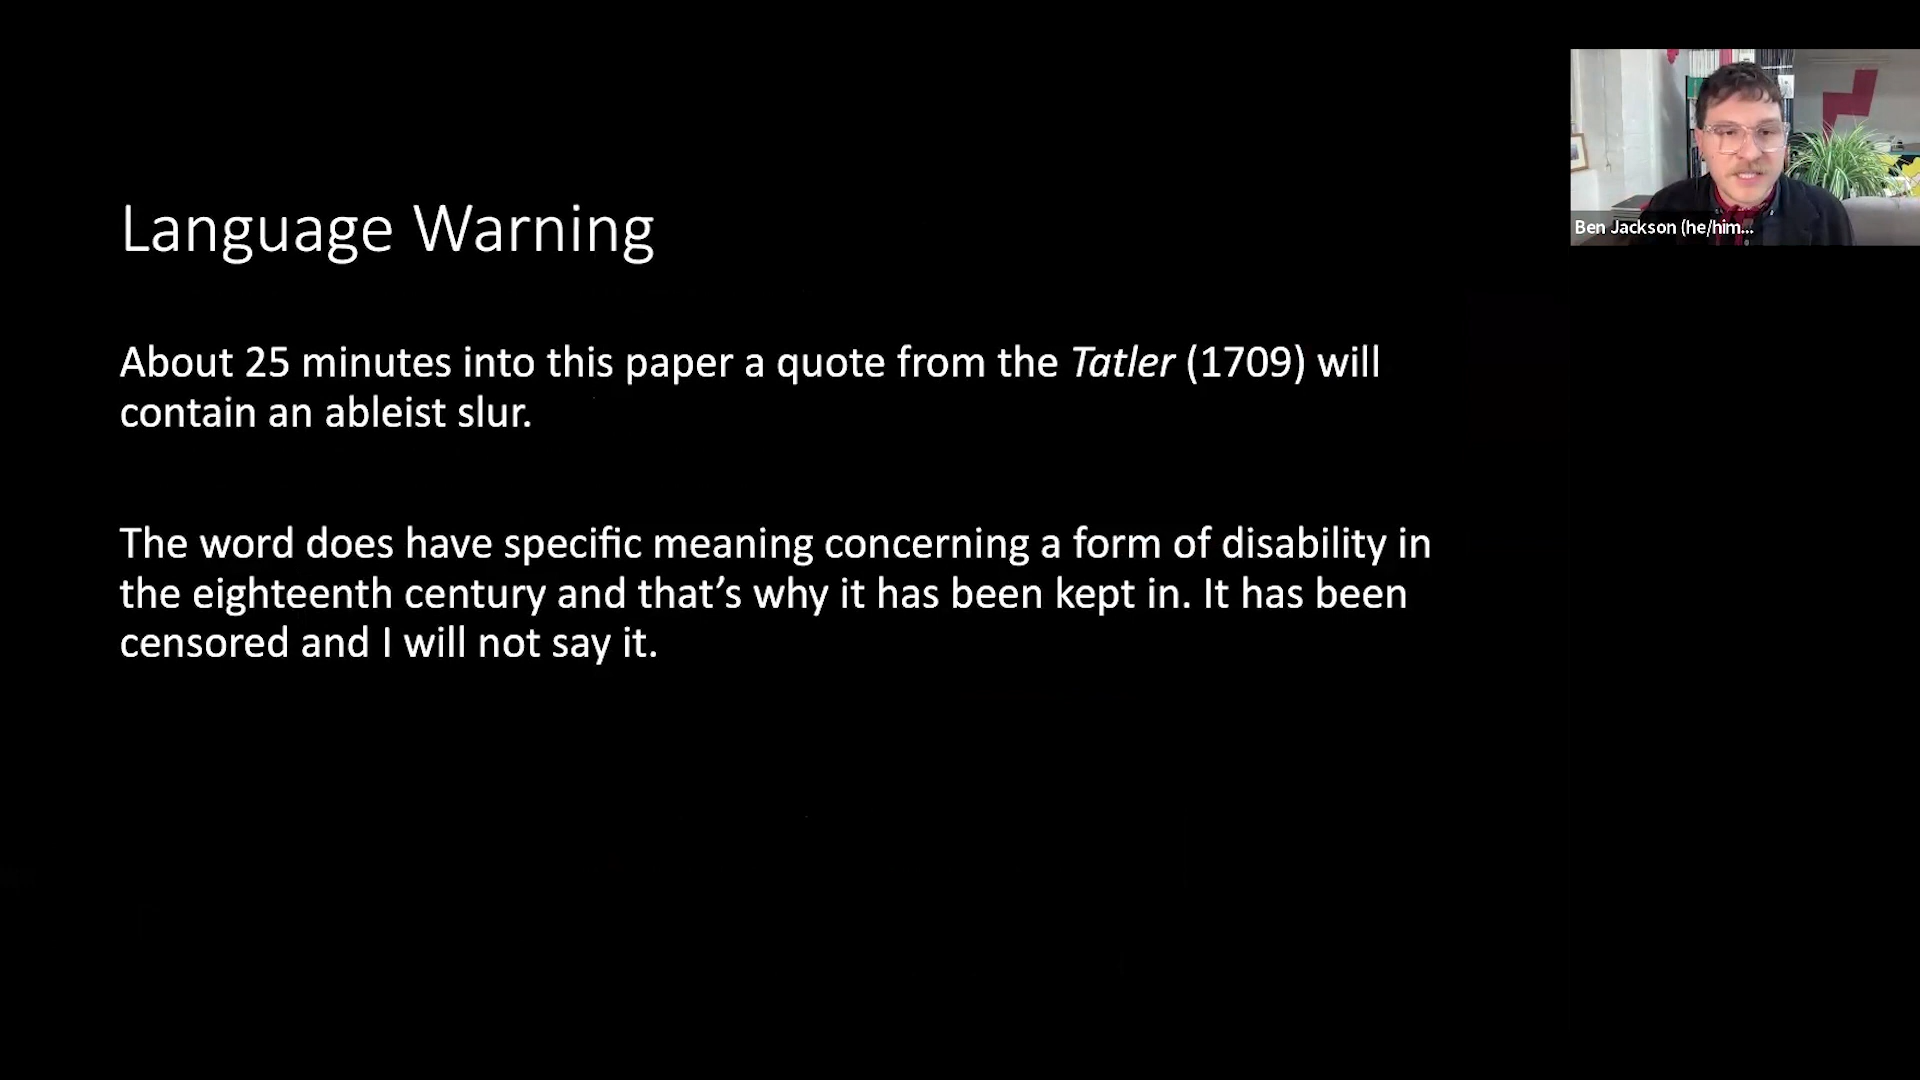 Language Warning
About 25 minutes into this paper a quote from the Tatler (1709) will
contain an ableist slur.
The word does have specific meaning concerning a form of disability in
the eighteenth century and that’s why it has been kept in. It has been
censored and I will not say it.
Ben Jackson (he/him...